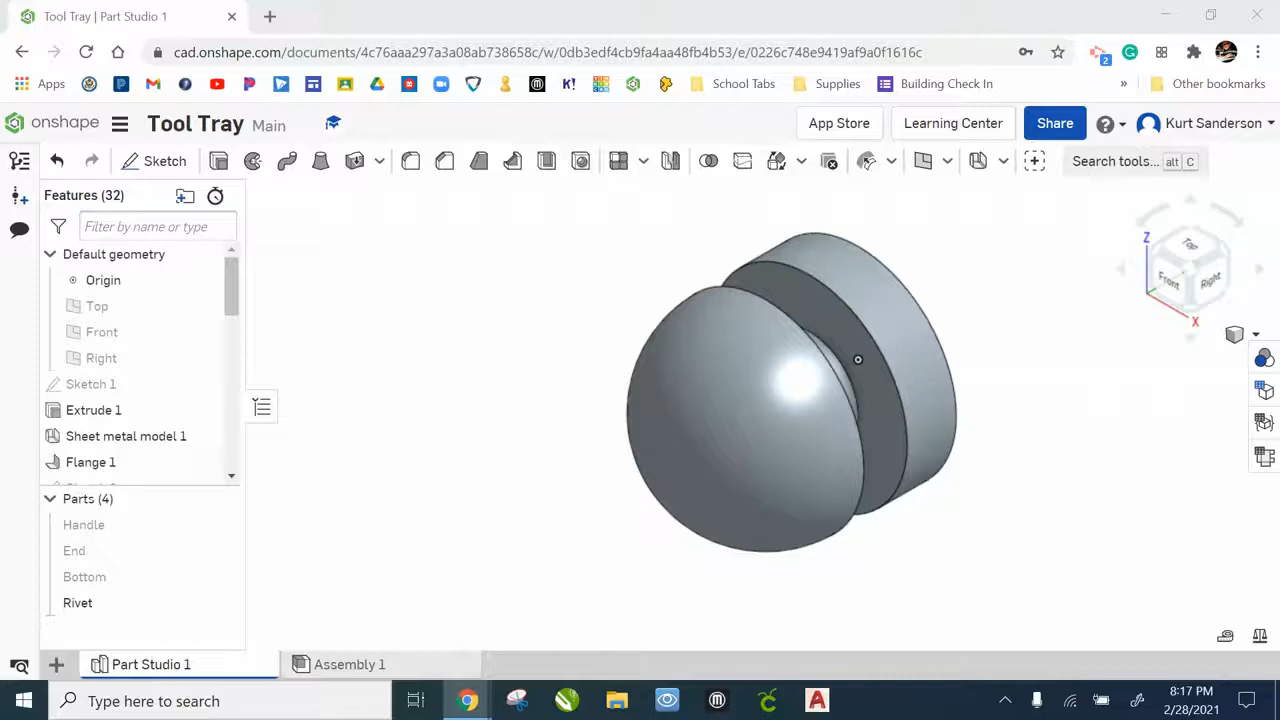 Tool Tray | Part Studio 1
cad.onshape.com/documents/4c76aaa297a3a08ab738658c/w/0db3edf4cb9fa4aa48fb4b53/e/0226c748e9419af9a0f1616c
2
Apps
School Tabs
Supplies
Building Check In
»
Other bookmarks
onshape
Tool Tray Main
App Store
Learning Center
Share
Kurt Sanderson
Sketch
Search tools... alt C
Features (32)
Filter by name or type
Default geometry
Origin
Top
Front
Right
Sketch 1
Extrude 1
Sheet metal model 1
Flange 1
Parts (4)
Handle
End
Bottom
Rivet
Z
Top
Front
Right
X
Part Studio 1
Assembly 1
Type here to search
8:17 PM
2/28/2021